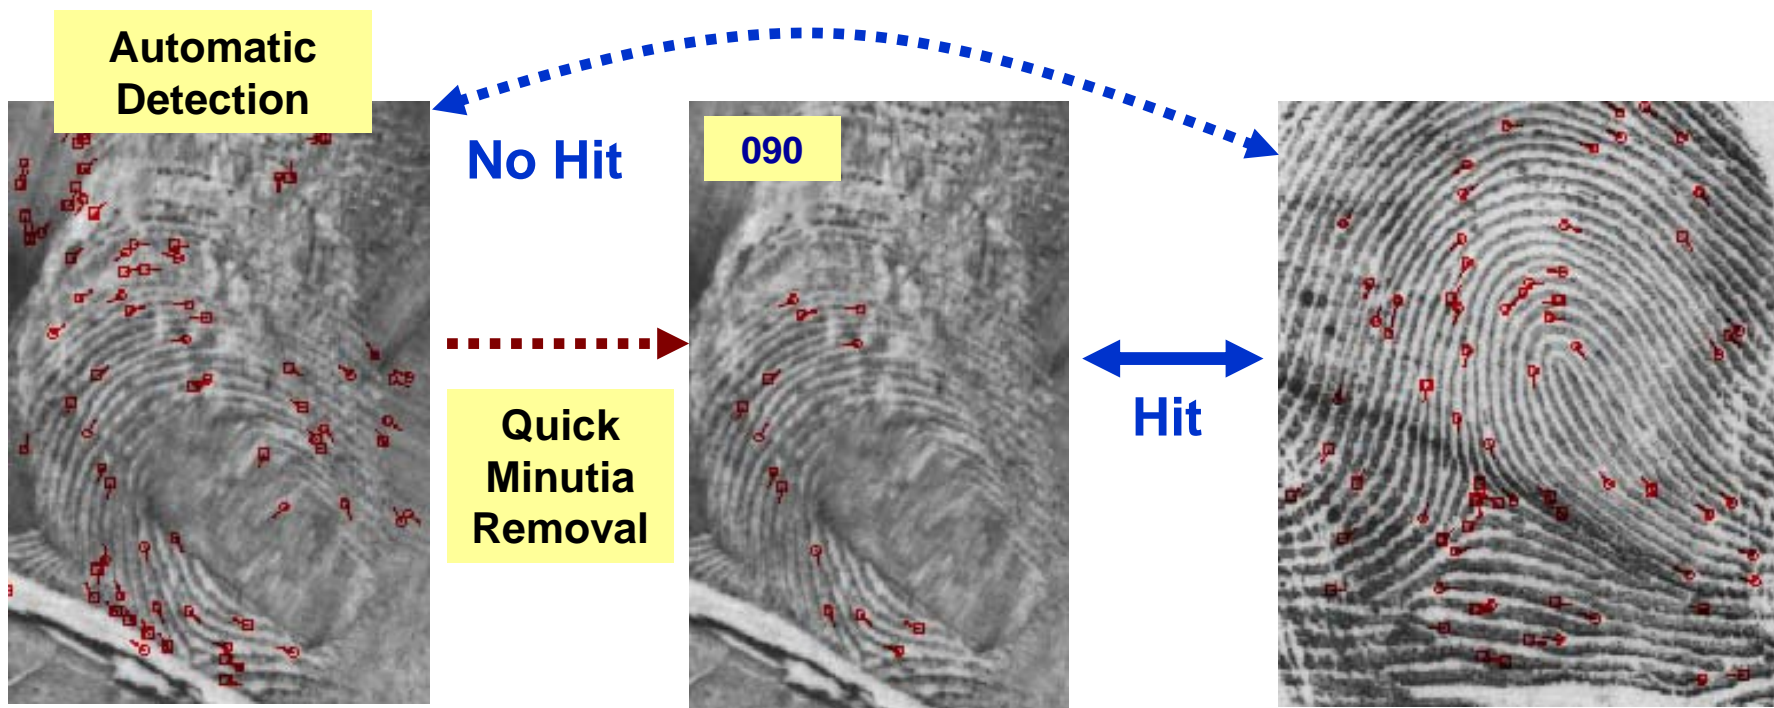 Automatic
Detection
No Hit
090
Quick
Minutia
Removal
Hit